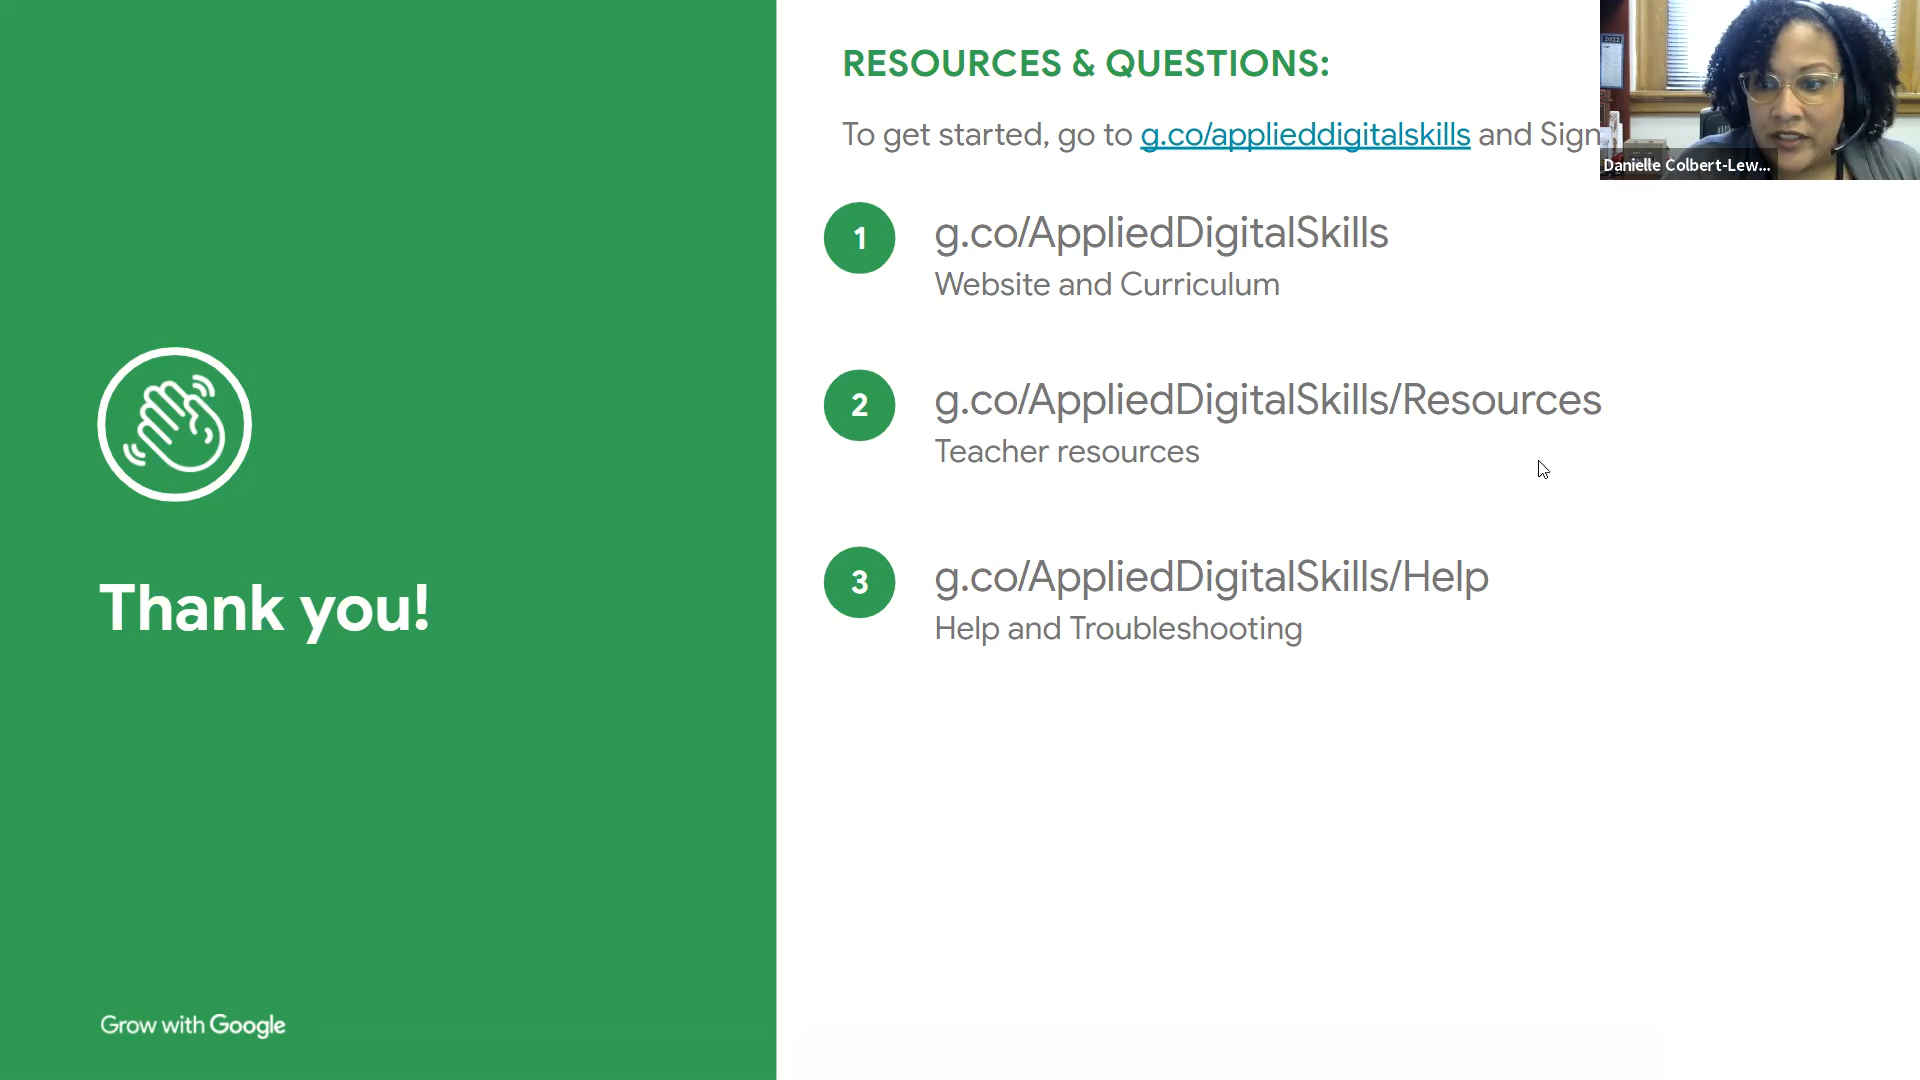 RESOURCES & QUESTIONS:
To get started, go to g.co/applieddigitalskills and Sign
Danielle Colbert-Lew...
1
g.co/AppliedDigitalSkills
Website and Curriculum
2
g.co/AppliedDigitalSkills/Resources
Teacher resources
3
g.co/AppliedDigitalSkills/Help
Help and Troubleshooting
Thank you!
Grow with Google
2022